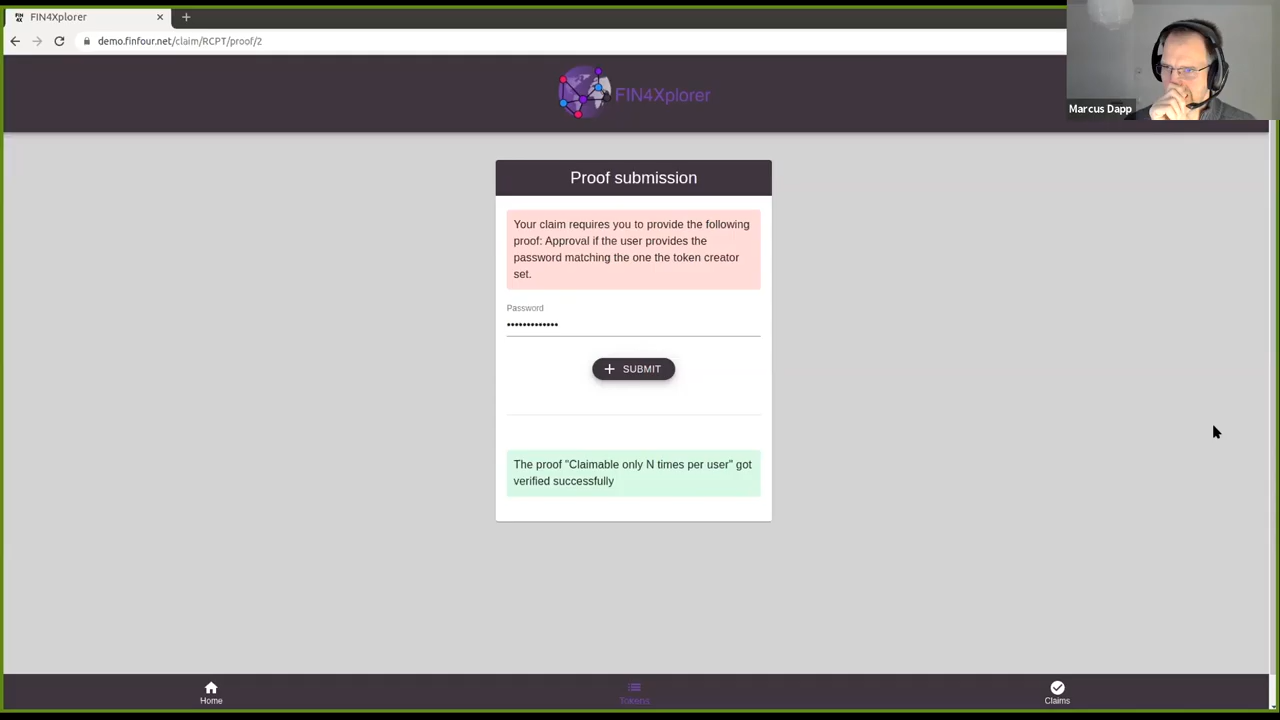 FIN4Xplorer
demo.finfour.net/claim/RCPT/proof/2
FIN4Xplorer
Marcus Dapp
Proof submission
Your claim requires you to provide the following
proof: Approval if the user provides the
password matching the one the token creator
set.
Password
•••••••••••••
SUBMIT
The proof "Claimable only N times per user" got
verified successfully
Home
Tokens
Claims